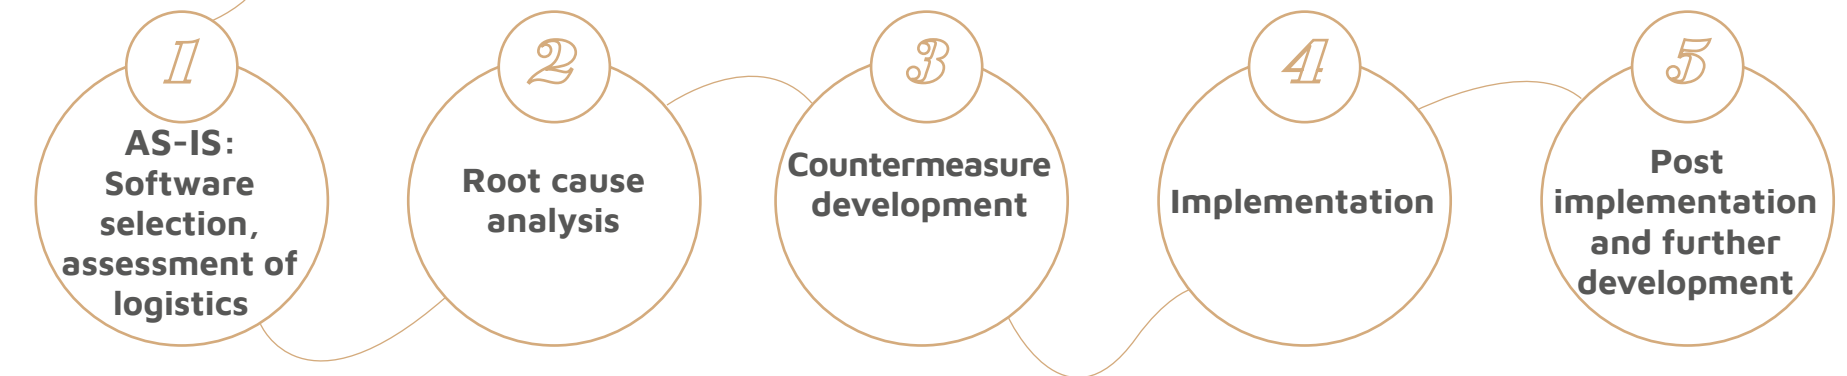 1
AS-IS:
Software
selection,
assessment of
logistics
2
Root cause
analysis
3
Countermeasure
development
4
Implementation
5
Post
implementation
and further
development